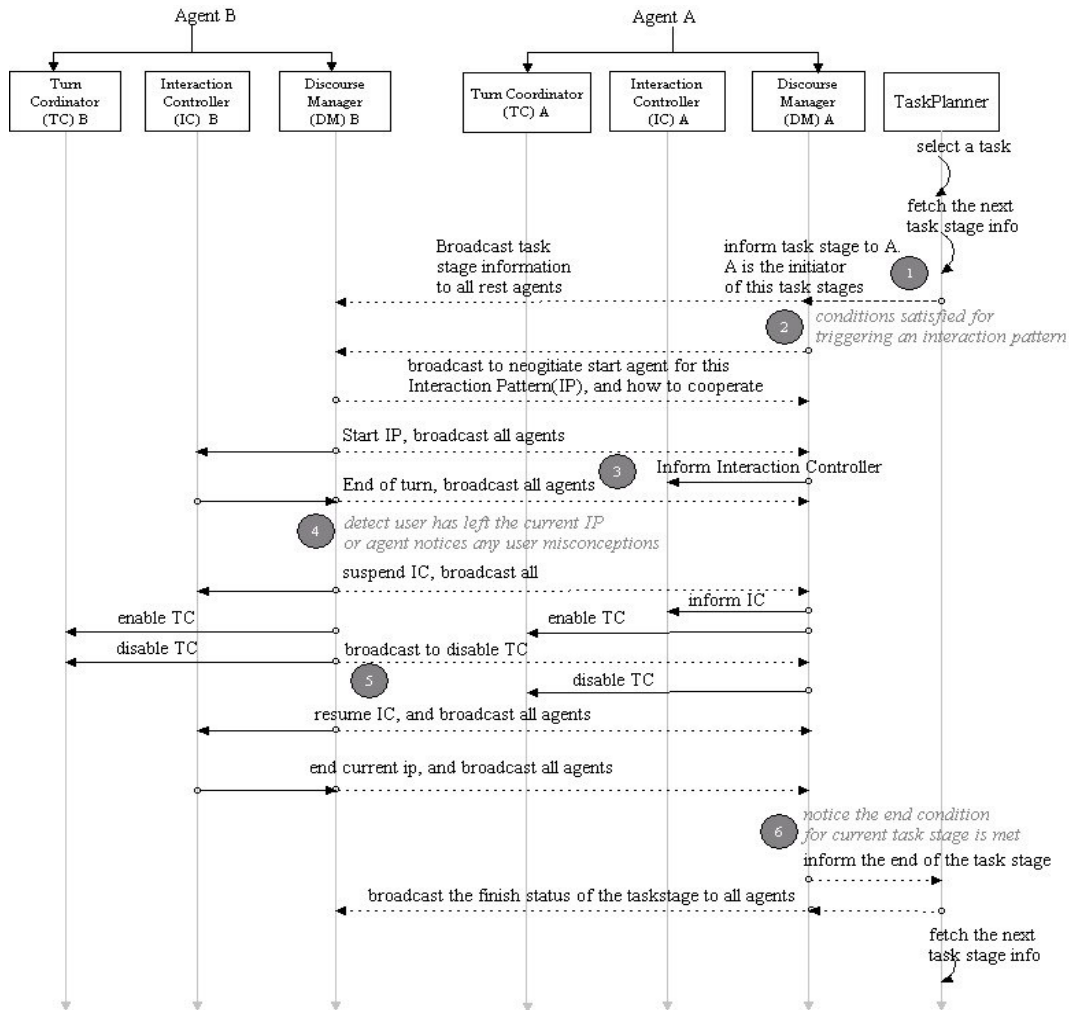 Agent B
Agent A
Turn
Cordinator
(TC) B
Interaction
Controller
(IC) B
Discourse
Manager
(DM) B
Turn Coordinator
(TC) A
Interaction
Controller
(IC) A
Discourse
Manager
(DM) A
TaskPlanner
select a task
fetch the next
task stage info
Broadcast task
stage information
to all rest agents
inform task stage to A.
A is the initiator
of this task stages
1
2
conditions satisfied for
triggering an interaction pattern
broadcast to neogitiate start agent for this
Interaction Pattern(IP), and how to cooperate
Start IP, broadcast all agents
3
Inform Interaction Controller
End of turn, broadcast all agents
4
detect user has left the current IP
or agent notices any user misconceptions
suspend IC, broadcast all
inform IC
enable TC
enable TC
disable TC
broadcast to disable TC
5
disable TC
resume IC, and broadcast all agents
end current ip, and broadcast all agents
6
notice the end condition
for current task stage is met
inform the end of the task stage
broadcast the finish status of the taskstage to all agents
fetch the next
task stage info